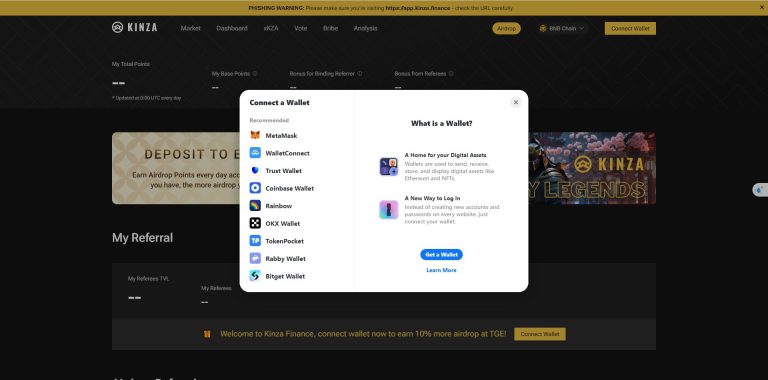 PHISHING WARNING: Please make sure you're visiting https://app.kinza.finance - check the URL carefully.
KINZA Market Dashboard xKZA Vote Bribe Analysis Airdrop BNB Chain Connect Wallet
My Total Points
--
My Base Points Bonus for Binding Referrer Bonus from Referees
-- -- --
* Updated at 0:00 UTC every day
Connect a Wallet
Recommended
MetaMask
WalletConnect
Trust Wallet
Coinbase Wallet
Rainbow
OKX Wallet
TokenPocket
Rabby Wallet
Bitget Wallet
What is a Wallet?
A Home for your Digital Assets
Wallets are used to send, receive,
store, and display digital assets like
Ethereum and NFTs.
A New Way to Log In
Instead of creating new accounts and
passwords on every website, just
connect your wallet.
Get a Wallet
Learn More
DEPOSIT TO E
Earn Airdrop Points every day acco
you have, the more airdrop y
KINZA
Y LEGENDS
My Referral
My Referees TVL
--
My Referees
--
Welcome to Kinza Finance, connect wallet now to earn 10% more airdrop at TGE! Connect Wallet